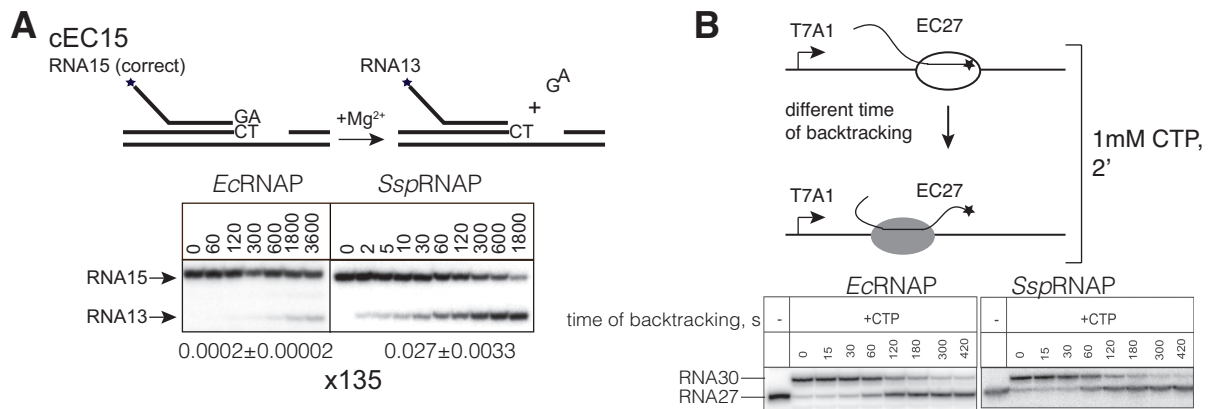 A
cEC15
RNA15 (correct)
GA
CT
+Mg2+
RNA13
GA
+
CT
EcRNAP
SspRNAP
0 60 120 300 600 1800 3600
0 2 5 10 30 60 120 300 600 1800
RNA15
RNA13
0.0002±0.00002
0.027±0.0033
x135
B
T7A1
EC27
different time
of backtracking
1mM CTP,
2'
T7A1
EC27
EcRNAP
SspRNAP
time of backtracking, s
- +CTP
- +CTP
0 15 30 60 120 180 300 420
0 15 30 60 120 180 300 420
RNA30
RNA27